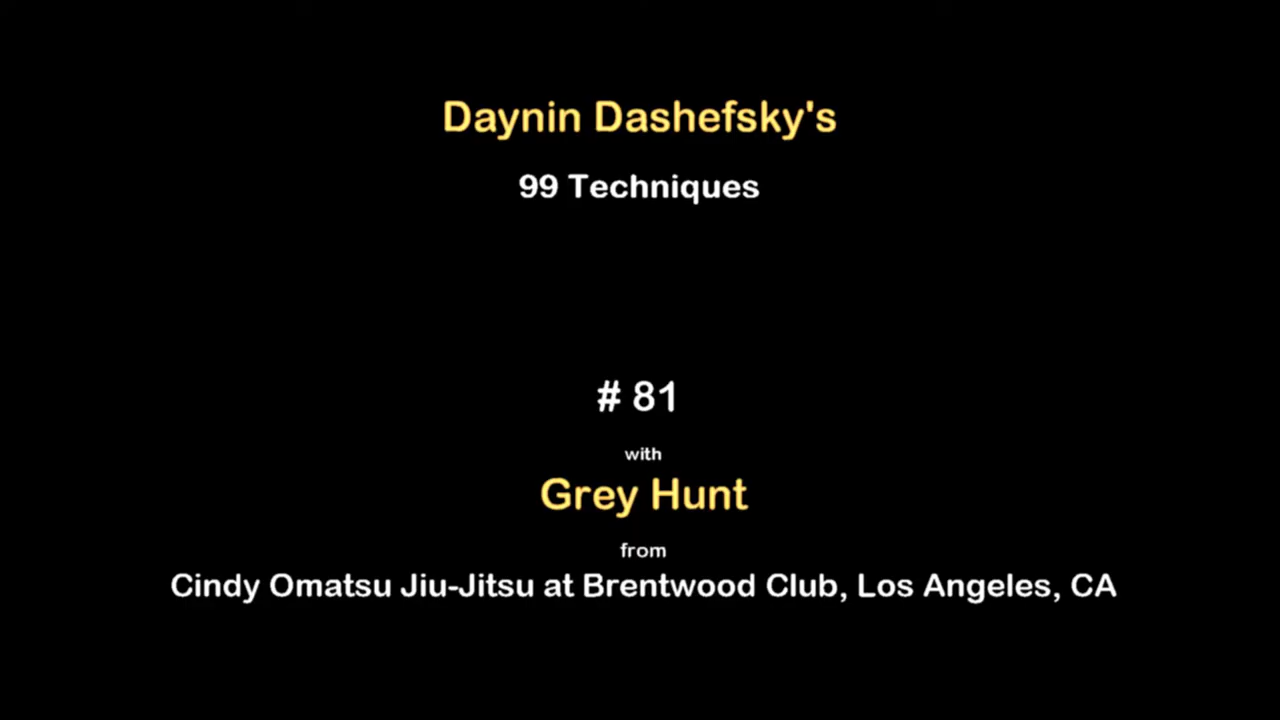 Daynin Dashefsky's
99 Techniques
# 81
with
Grey Hunt
from
Cindy Omatsu Jiu-Jitsu at Brentwood Club, Los Angeles, CA